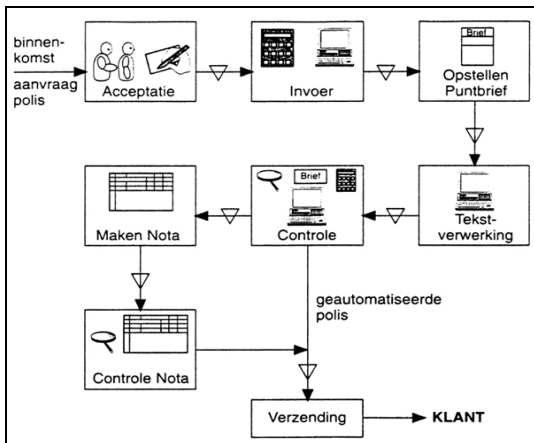 binnen-
komst
aanvraag
polis
Acceptatie
Invoer
Brief
Opstellen
Puntbrief
Maken Nota
Brief
Controle
Tekst-
verwerking
geautomatiseerde
polis
Controle Nota
Verzending
KLANT